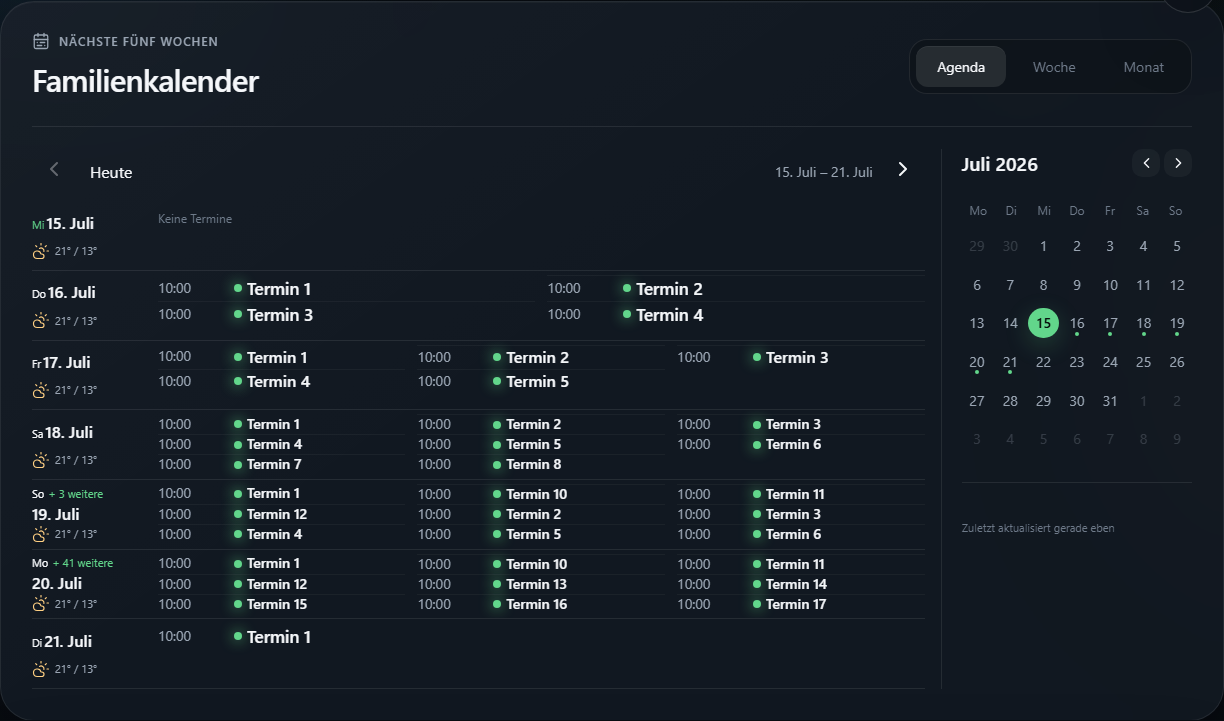 NÄCHSTE FÜNF WOCHEN
Familienkalender
Agenda Woche Monat
Heute
15. Juli – 21. Juli
Mi 15. Juli
21° / 13°
Keine Termine
Do 16. Juli
21° / 13°
10:00 Termin 1 10:00 Termin 2
10:00 Termin 3 10:00 Termin 4
Fr 17. Juli
21° / 13°
10:00 Termin 1 10:00 Termin 2 10:00 Termin 3
10:00 Termin 4 10:00 Termin 5
Sa 18. Juli
21° / 13°
10:00 Termin 1 10:00 Termin 2 10:00 Termin 3
10:00 Termin 4 10:00 Termin 5 10:00 Termin 6
10:00 Termin 7 10:00 Termin 8
So + 3 weitere
19. Juli
21° / 13°
10:00 Termin 1 10:00 Termin 10 10:00 Termin 11
10:00 Termin 12 10:00 Termin 2 10:00 Termin 3
10:00 Termin 4 10:00 Termin 5 10:00 Termin 6
Mo + 41 weitere
20. Juli
21° / 13°
10:00 Termin 1 10:00 Termin 10 10:00 Termin 11
10:00 Termin 12 10:00 Termin 13 10:00 Termin 14
10:00 Termin 15 10:00 Termin 16 10:00 Termin 17
Di 21. Juli
21° / 13°
10:00 Termin 1
Juli 2026
Mo Di Mi Do Fr Sa So
29 30 1 2 3 4 5
6 7 8 9 10 11 12
13 14 15 16 17 18 19
20 21 22 23 24 25 26
27 28 29 30 31 1 2
3 4 5 6 7 8 9
Zuletzt aktualisiert gerade eben